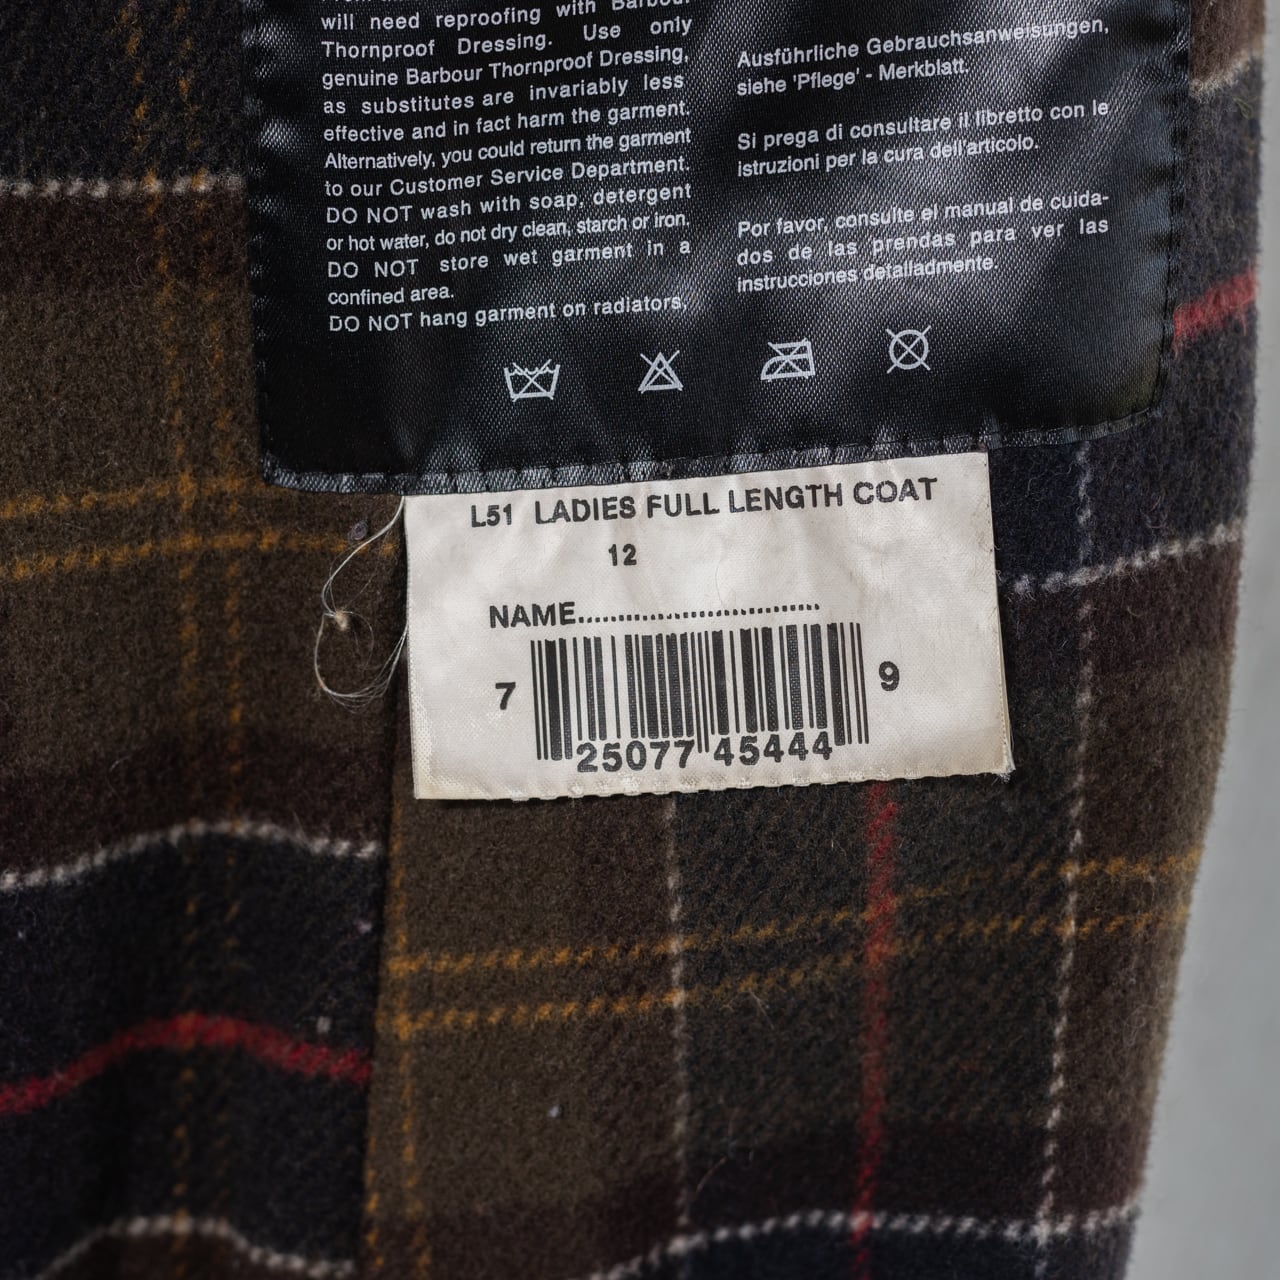 will need reproofing with Barbour
Thornproof Dressing. Use only
genuine Barbour Thornproof Dressing,
as substitutes are invariably less
effective and in fact harm the garment.
Alternatively, you could return the garment
to our Customer Service Department.
DO NOT wash with soap, detergent
or hot water, do not dry clean, starch or iron.
DO NOT store wet garment in a
confined area.
DO NOT hang garment on radiators,
Ausführliche Gebrauchsanweisungen,
siehe 'Pflege' - Merkblatt.
Si prega di consultare il libretto con le
istruzioni per la cura dell'articolo.
Por favor, consulte el manual de cuida-
dos de las prendas para ver las
instrucciones detalladmente.
L51 LADIES FULL LENGTH COAT
12
NAME..................................
7 25077 45444 9